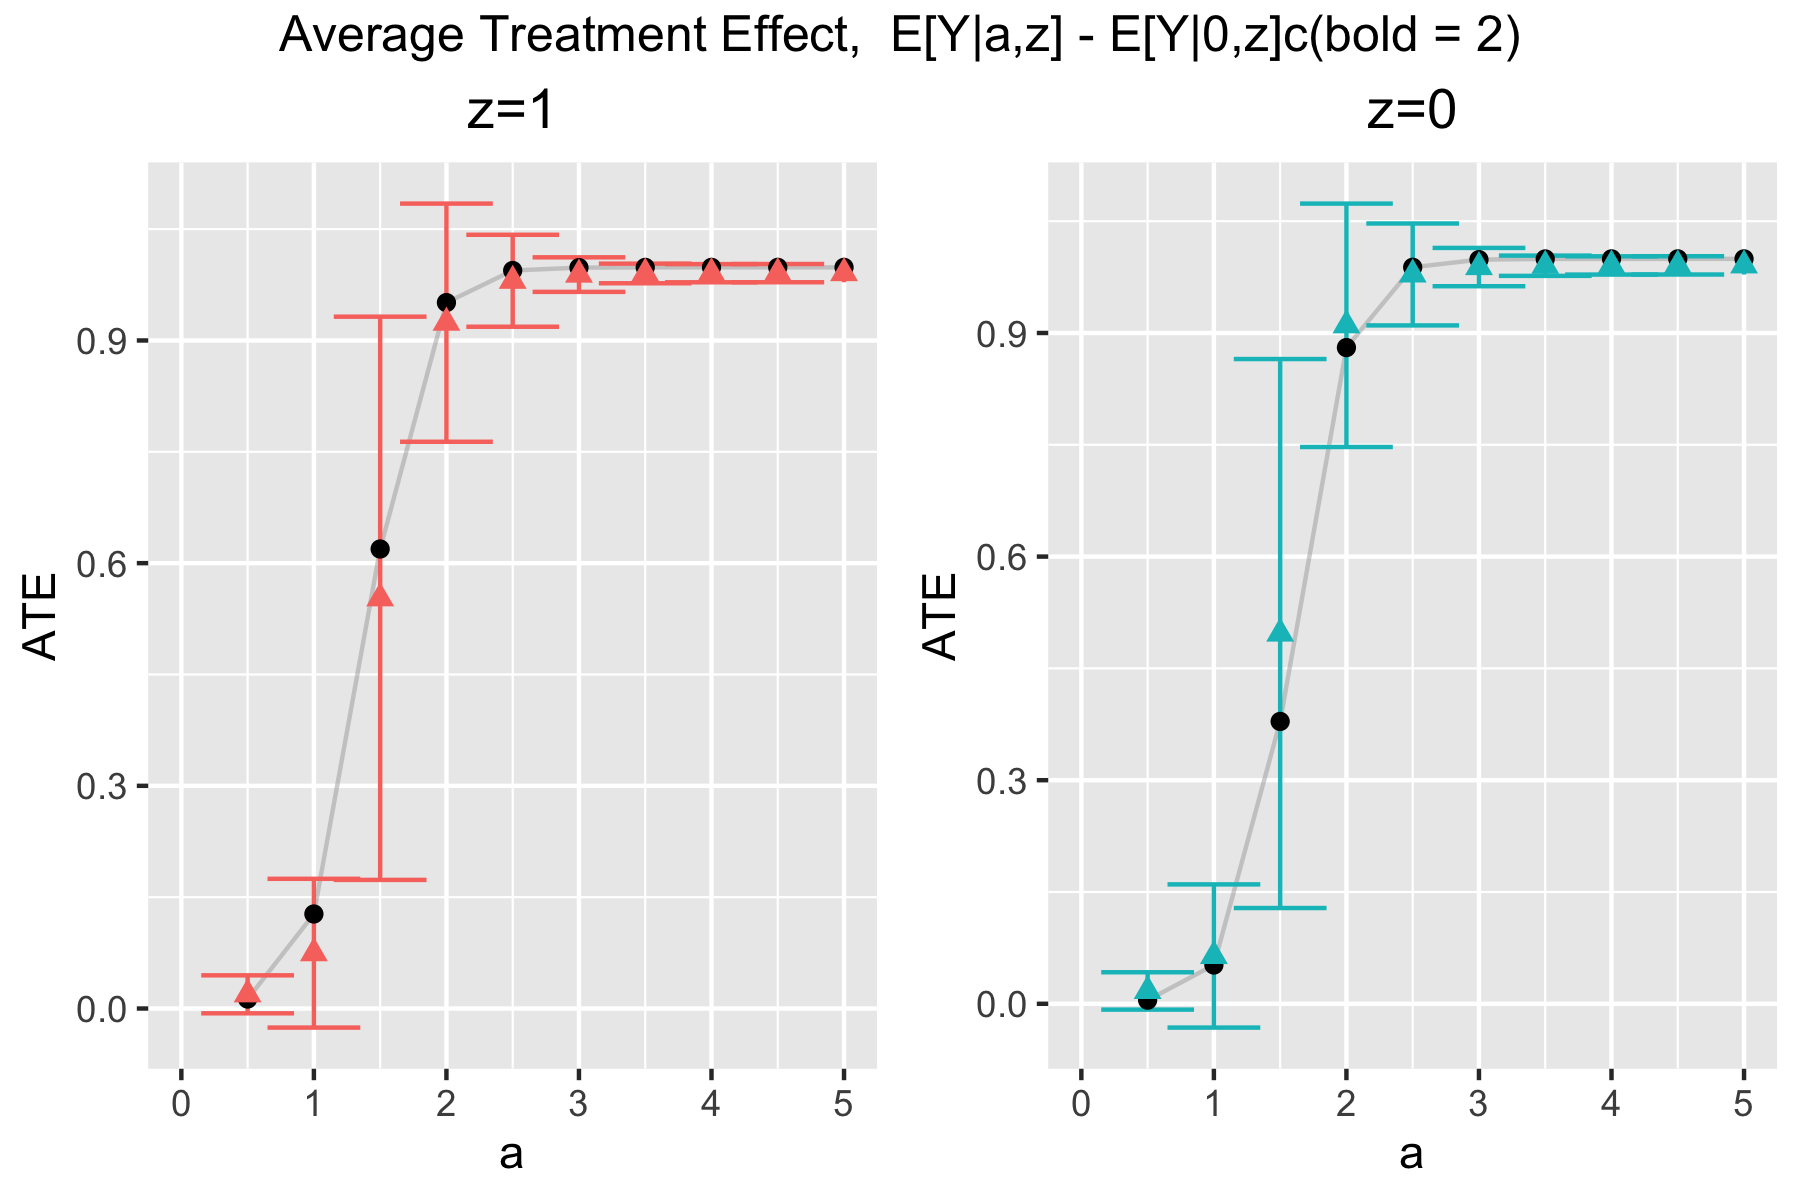 Average Treatment Effect,  E[Y|a,z] - E[Y|0,z]c(bold = 2)
z=1
z=0
ATE
0.9
0.6
0.3
0.0
0 1 2 3 4 5
a
ATE
0.9
0.6
0.3
0.0
0 1 2 3 4 5
a